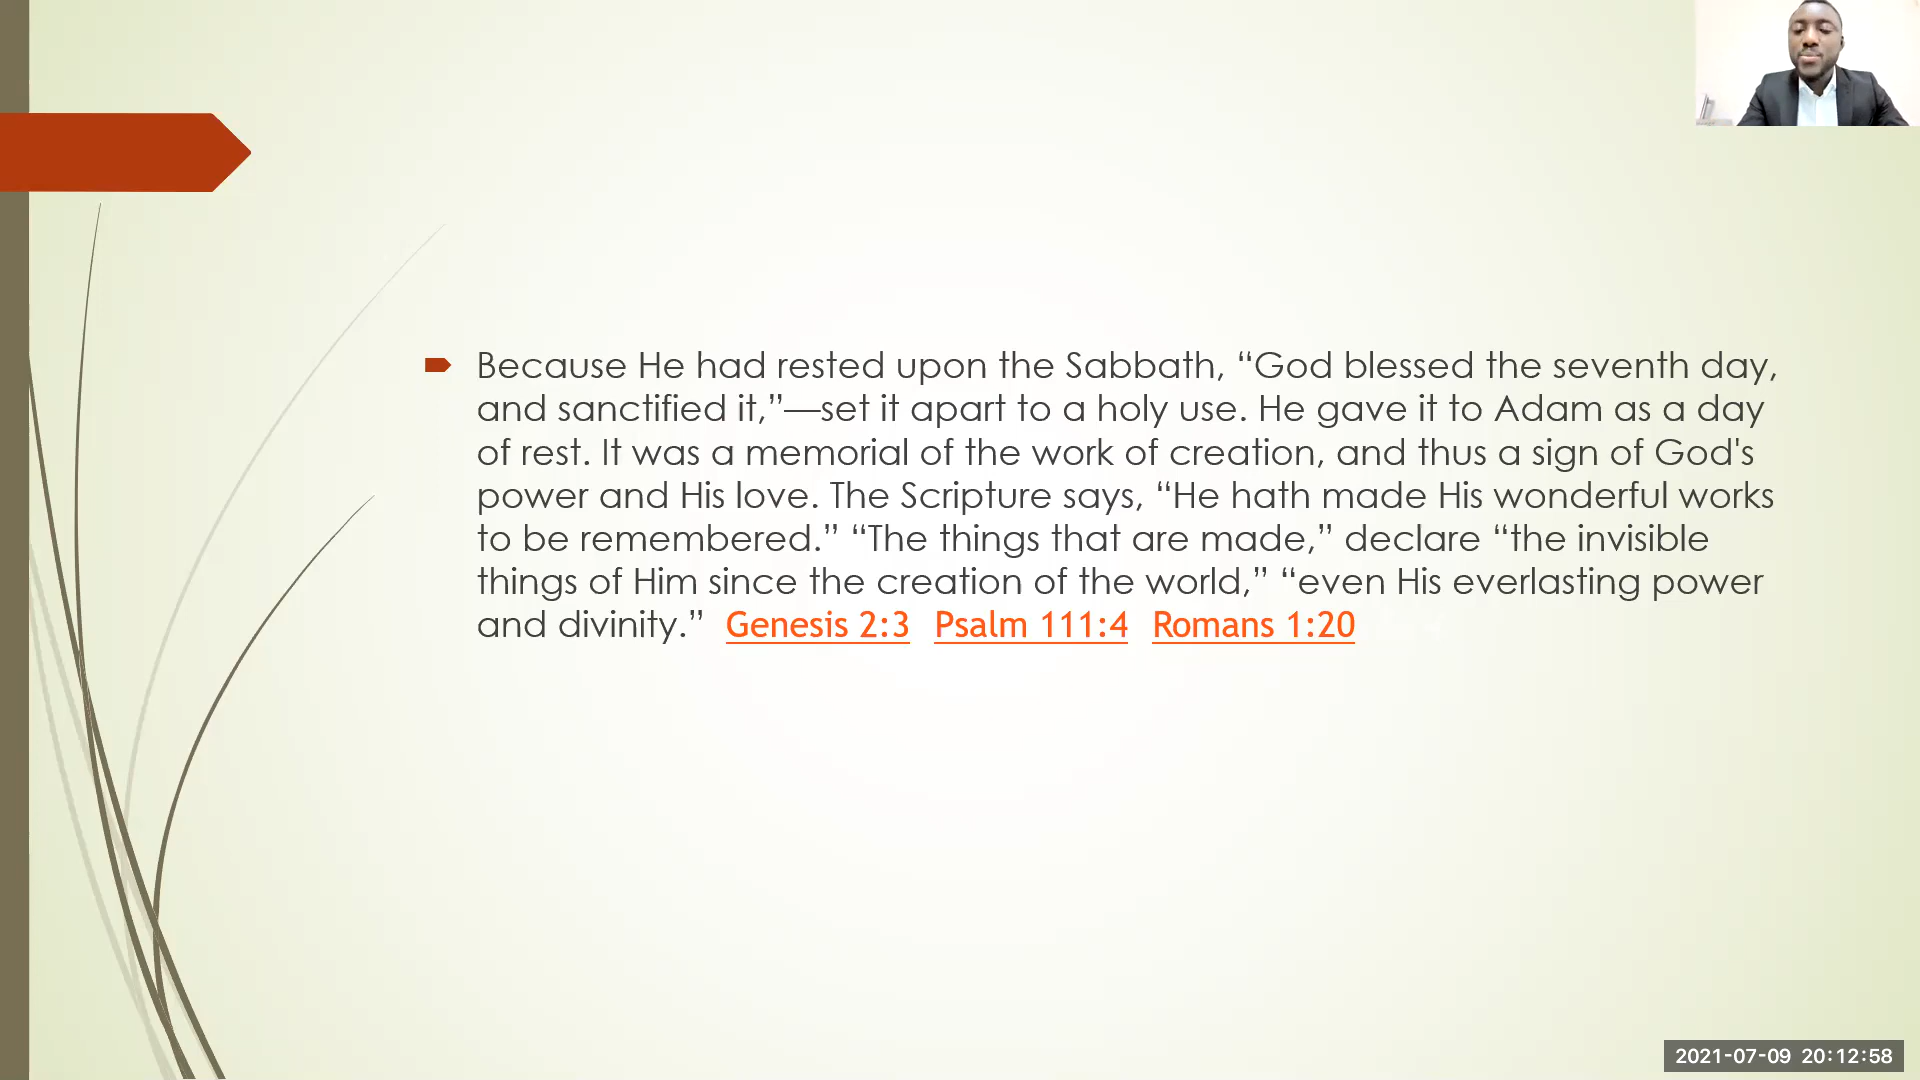 Because He had rested upon the Sabbath, “God blessed the seventh day,
and sanctified it,”—set it apart to a holy use. He gave it to Adam as a day
of rest. It was a memorial of the work of creation, and thus a sign of God's
power and His love. The Scripture says, “He hath made His wonderful works
to be remembered.” “The things that are made,” declare “the invisible
things of Him since the creation of the world,” “even His everlasting power
and divinity.” Genesis 2:3 Psalm 111:4 Romans 1:20
2021-07-09 20:12:58